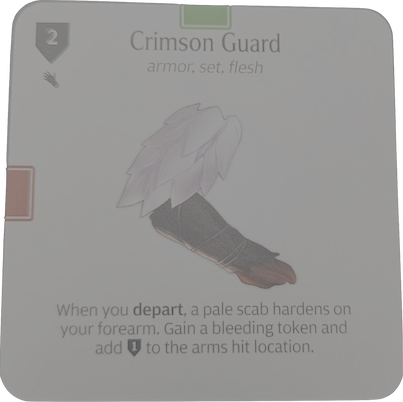 2
Crimson Guard
armor, set, flesh
When you depart, a pale scab hardens on
your forearm. Gain a bleeding token and
add 1 to the arms hit location.